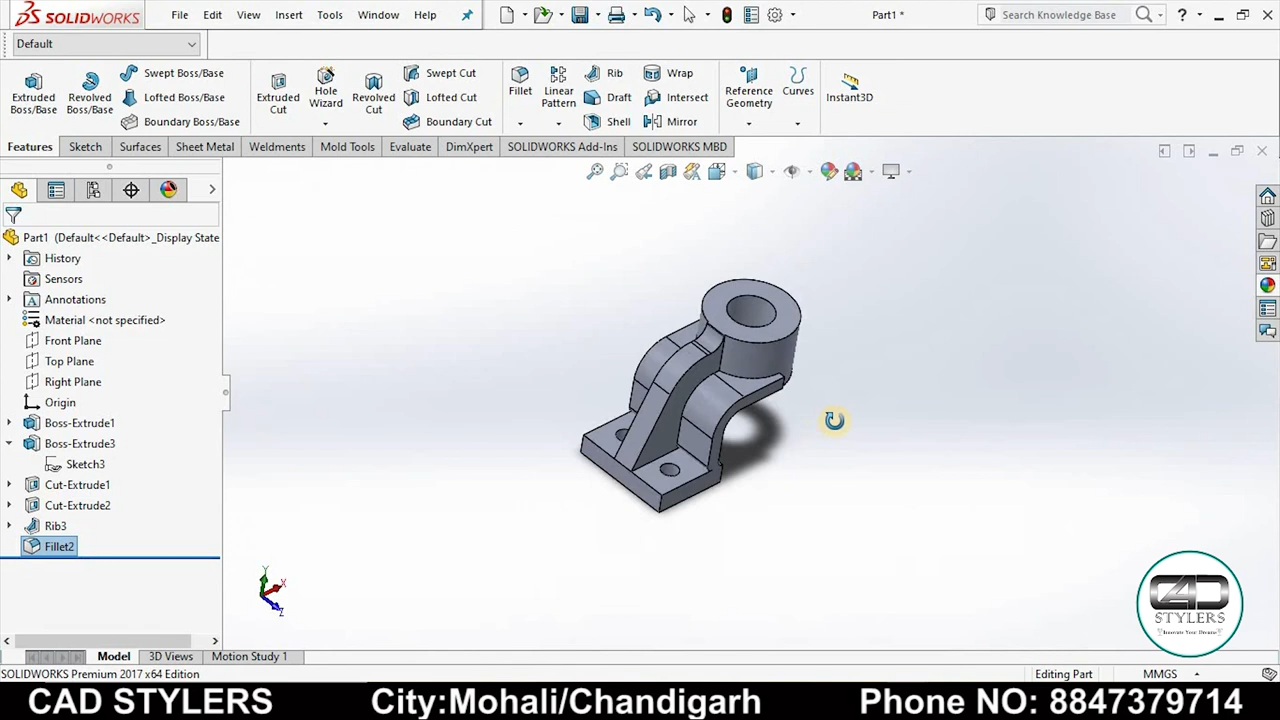 SOLIDWORKS File Edit View Insert Tools Window Help Part1 * Search Knowledge Base ?
Default
Extruded Boss/Base Revolved Boss/Base Swept Boss/Base Lofted Boss/Base Boundary Boss/Base Extruded Cut Hole Wizard Revolved Cut Swept Cut Lofted Cut Boundary Cut Fillet Linear Pattern Rib Draft Shell Wrap Intersect Mirror Reference Geometry Curves Instant3D
Features Sketch Surfaces Sheet Metal Weldments Mold Tools Evaluate DimXpert SOLIDWORKS Add-Ins SOLIDWORKS MBD
Part1 (Default<<Default>_Display State
History
Sensors
Annotations
Material <not specified>
Front Plane
Top Plane
Right Plane
Origin
Boss-Extrude1
Boss-Extrude3
Sketch3
Cut-Extrude1
Cut-Extrude2
Rib3
Fillet2
Y
X
Z
CAD
STYLERS
Innovate Your Dreams
Model 3D Views Motion Study 1
SOLIDWORKS Premium 2017 x64 Edition Editing Part MMGS
CAD STYLERS City:Mohali/Chandigarh Phone NO: 8847379714